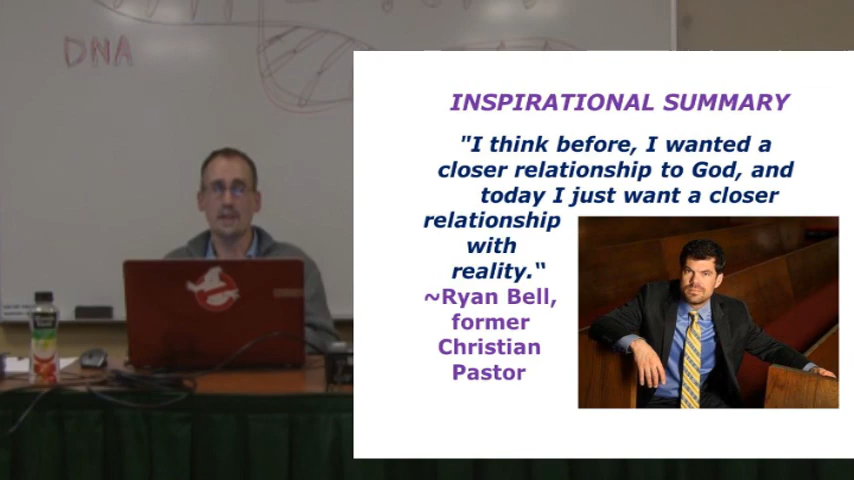 DNA
INSPIRATIONAL SUMMARY
"I think before, I wanted a
closer relationship to God, and
today I just want a closer
relationship
with
reality."
~Ryan Bell,
former
Christian
Pastor